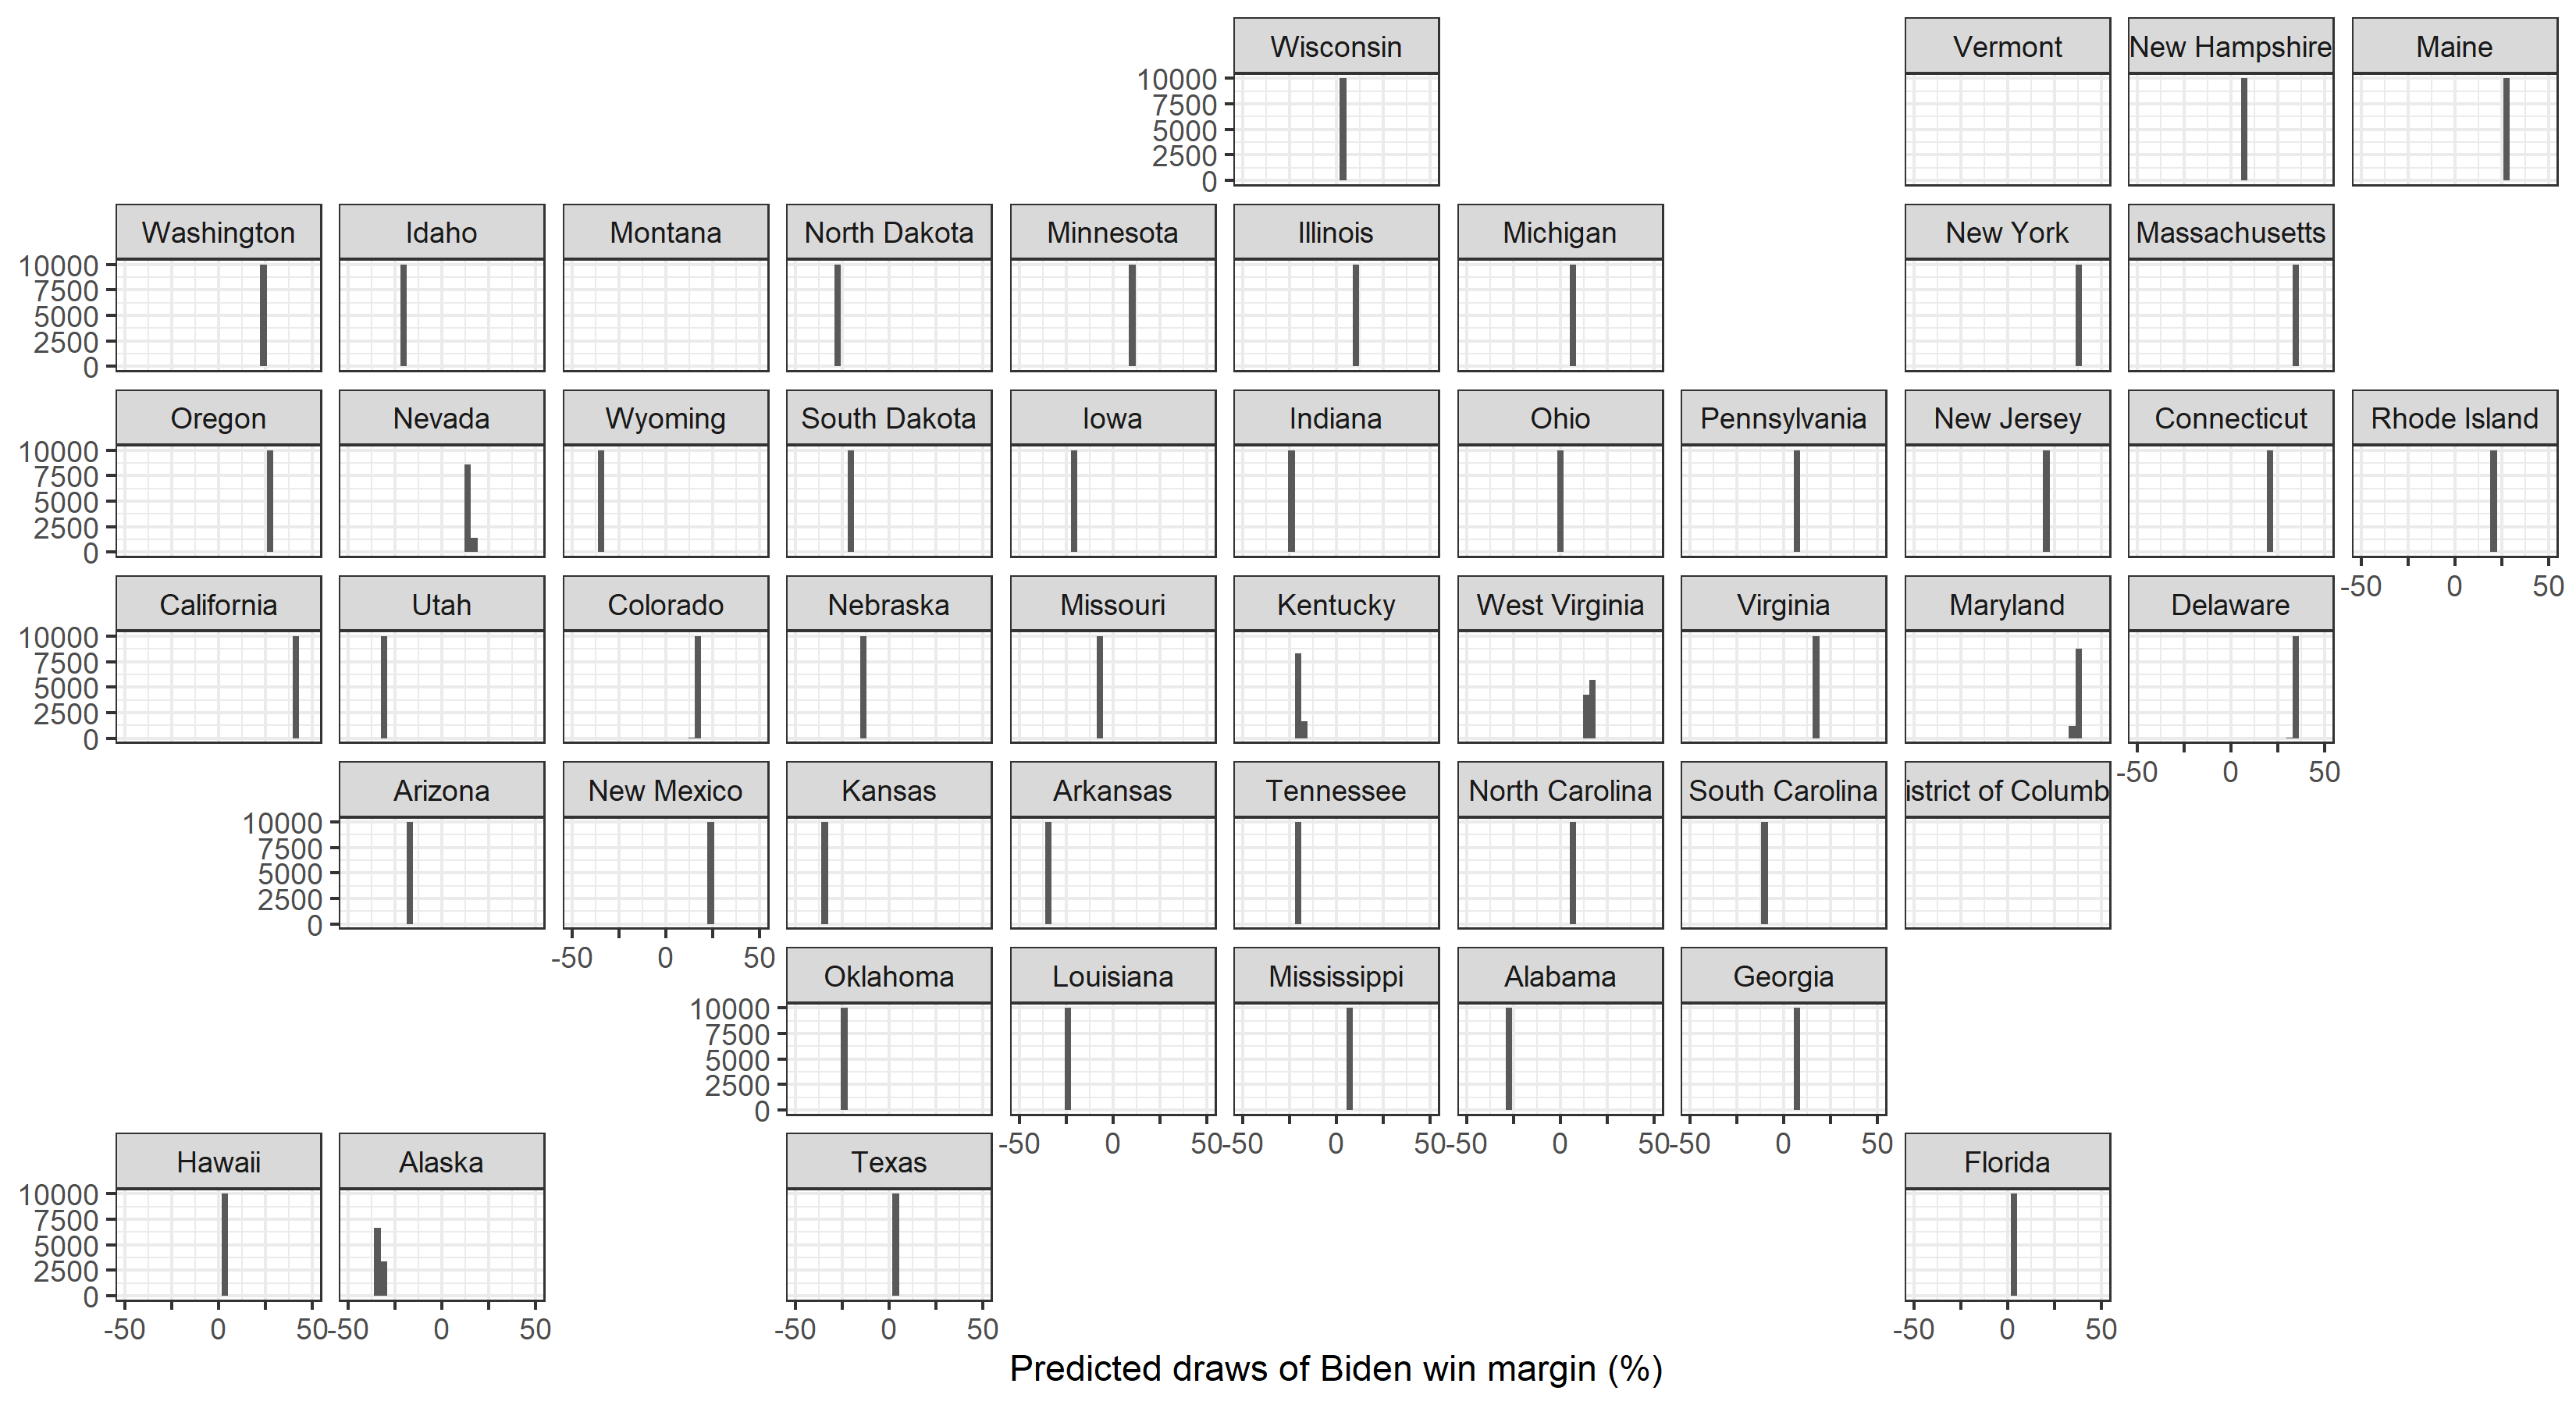 Wisconsin Vermont New Hampshire Maine
10000
7500
5000
2500
0
Washington Idaho Montana North Dakota Minnesota Illinois Michigan New York Massachusetts
10000
7500
5000
2500
0
Oregon Nevada Wyoming South Dakota Iowa Indiana Ohio Pennsylvania New Jersey Connecticut Rhode Island
10000
7500
5000
2500
0
-50 0 50
California Utah Colorado Nebraska Missouri Kentucky West Virginia Virginia Maryland Delaware
10000
7500
5000
2500
0
-50 0 50
Arizona New Mexico Kansas Arkansas Tennessee North Carolina South Carolina istrict of Columb
10000
7500
5000
2500
0
-50 0 50
Oklahoma Louisiana Mississippi Alabama Georgia
10000
7500
5000
2500
0
-50 0 50 -50 0 50 -50 0 50 -50 0 50
Hawaii Alaska Texas Florida
10000
7500
5000
2500
0
-50 0 50 -50 0 50 -50 0 50 -50 0 50
Predicted draws of Biden win margin (%)